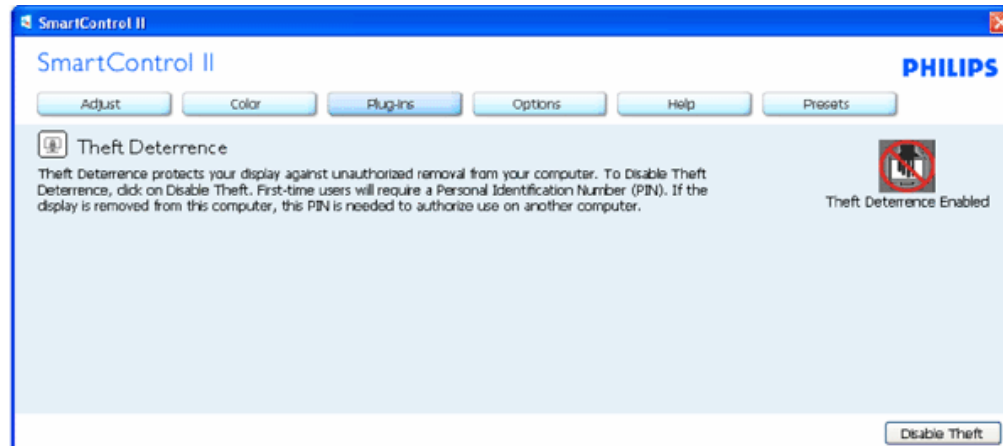 SmartControl II
SmartControl II
PHILIPS
Adjust Color Plug-Ins Options Help Presets
Theft Deterrence
Theft Deterrence protects your display against unauthorized removal from your computer. To Disable Theft
Deterrence, click on Disable Theft. First-time users will require a Personal Identification Number (PIN). If the
display is removed from this computer, this PIN is needed to authorize use on another computer.
Theft Deterrence Enabled
Disable Theft